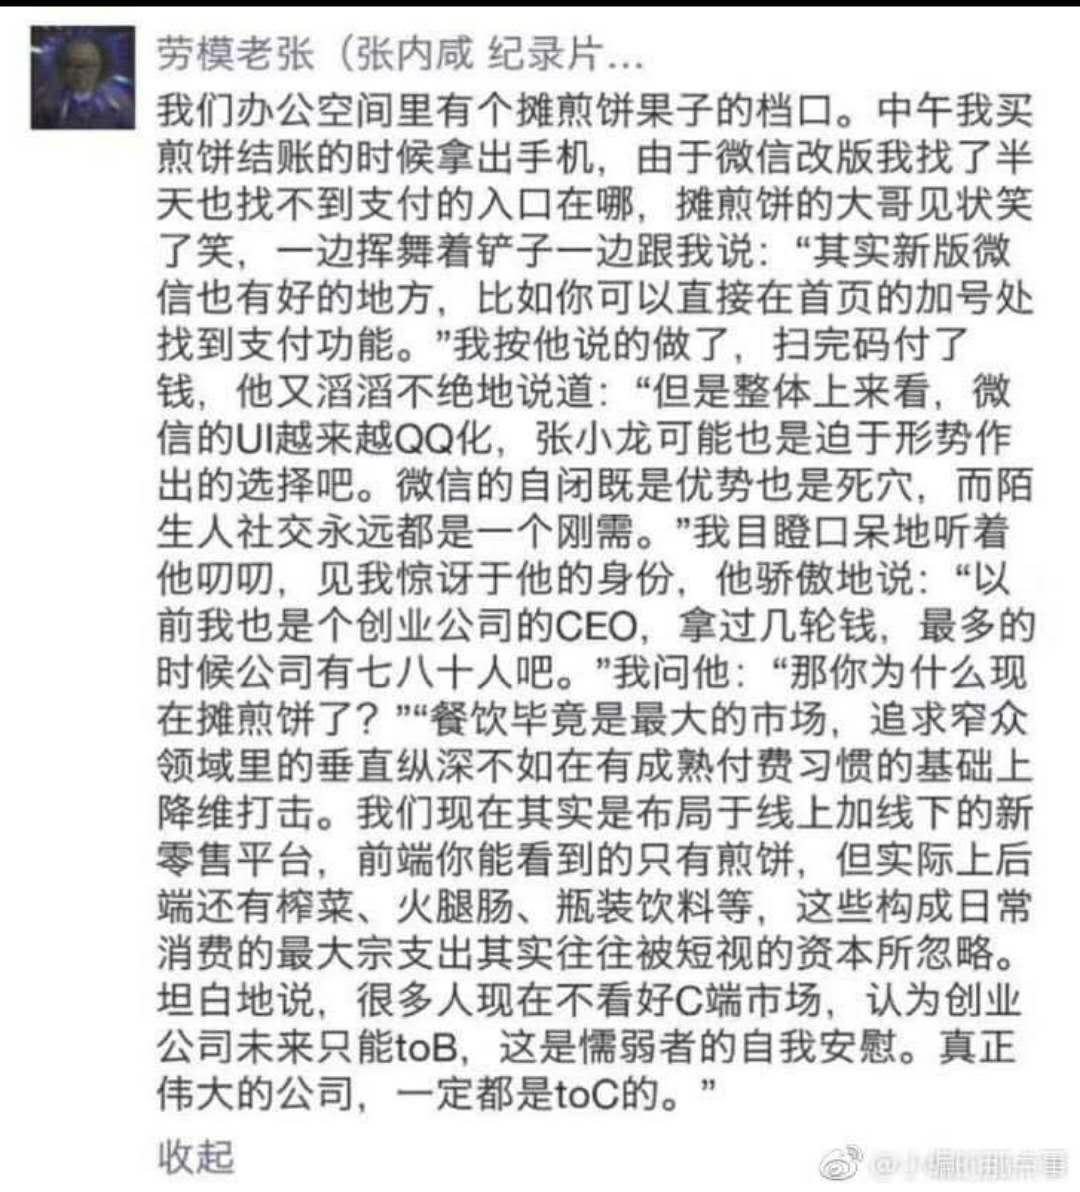 劳模老张（张内咸 纪录片...
我们办公空间里有个摊煎饼果子的档口。中午我买
煎饼结账的时候拿出手机，由于微信改版我找了半
天也找不到支付的入口在哪，摊煎饼的大哥见状笑
了笑，一边挥舞着铲子一边跟我说：“其实新版微
信也有好的地方，比如你可以直接在首页的加号处
找到支付功能。”我按他说的做了，扫完码付了
钱，他又滔滔不绝地说道：“但是整体上来看，微
信的UI越来越QQ化，张小龙可能也是迫于形势作
出的选择吧。微信的自闭既是优势也是死穴，而陌
生人社交永远都是一个刚需。”我目瞪口呆地听着
他叨叨，见我惊讶于他的身份，他骄傲地说：“以
前我也是个创业公司的CEO，拿过几轮钱，最多的
时候公司有七八十人吧。”我问他：“那你为什么现
在摊煎饼了？”“餐饮毕竟是最大的市场，追求窄众
领域里的垂直纵深不如在有成熟付费习惯的基础上
降维打击。我们现在其实是布局于线上加线下的新
零售平台，前端你能看到的只有煎饼，但实际上后
端还有榨菜、火腿肠、瓶装饮料等，这些构成日常
消费的最大宗支出其实往往被短视的资本所忽略。
坦白地说，很多人现在不看好C端市场，认为创业
公司未来只能toB，这是懦弱者的自我安慰。真正
伟大的公司，一定都是toC的。”
收起